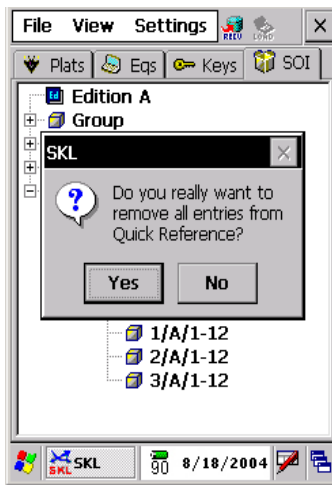 File View Settings RECV LOAD X
Plats Eqs Keys SOI
Ed Edition A
Group
SKL
Do you really want to
remove all entries from
Quick Reference?
Yes No
1/A/1-12
2/A/1-12
3/A/1-12
SKL SKL 90 8/18/2004